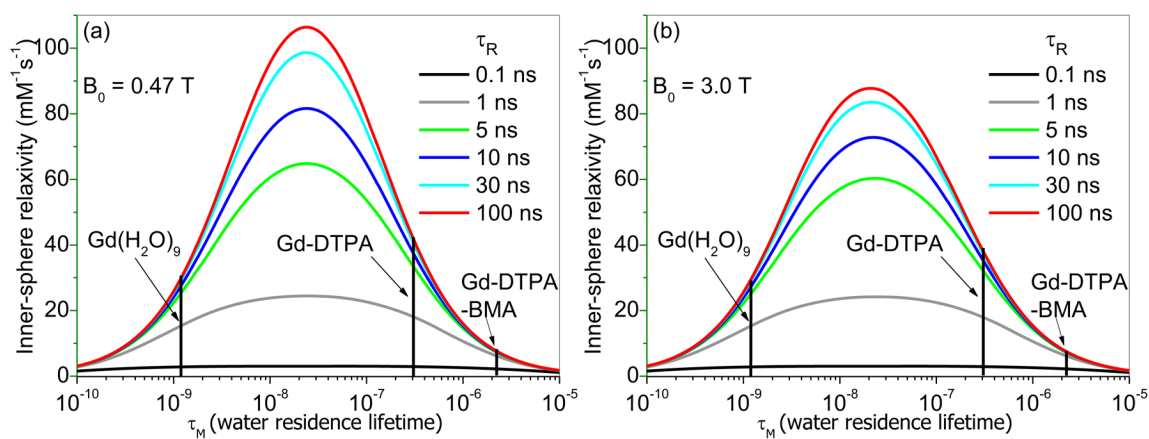 (a)
B₀ = 0.47 T
τ_R
0.1 ns
1 ns
5 ns
10 ns
30 ns
100 ns
Gd(H₂O)₉
Gd-DTPA
Gd-DTPA
-BMA
Inner-sphere relaxivity (mM⁻¹s⁻¹)
100
80
60
40
20
0
10⁻¹⁰
10⁻⁹
10⁻⁸
10⁻⁷
10⁻⁶
10⁻⁵
τ_M (water residence lifetime)
(b)
B₀ = 3.0 T
τ_R
0.1 ns
1 ns
5 ns
10 ns
30 ns
100 ns
Gd(H₂O)₉
Gd-DTPA
Gd-DTPA
-BMA
Inner-sphere relaxivity (mM⁻¹s⁻¹)
100
80
60
40
20
0
10⁻¹⁰
10⁻⁹
10⁻⁸
10⁻⁷
10⁻⁶
10⁻⁵
τ_M (water residence lifetime)